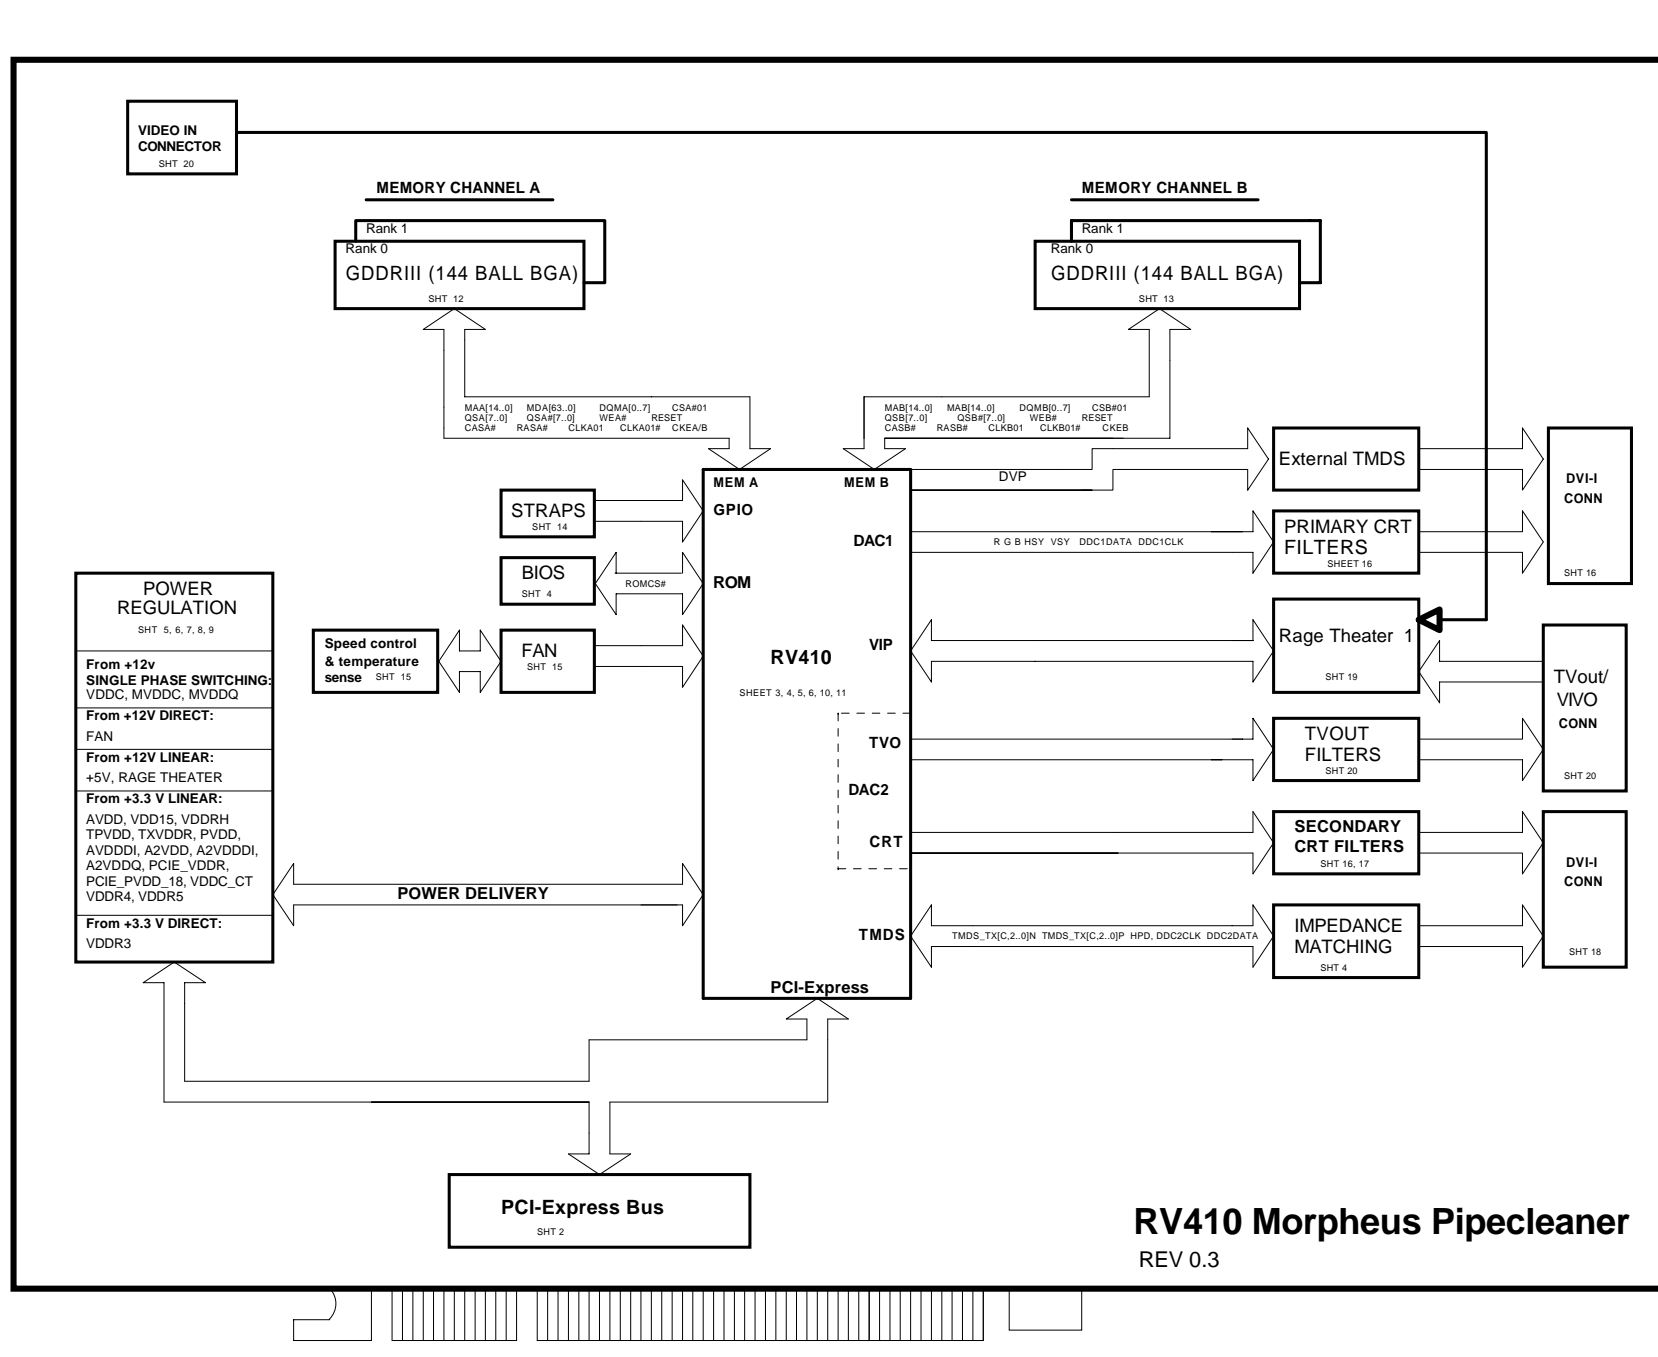 VIDEO IN
CONNECTOR
SHT 20
MEMORY CHANNEL A
Rank 1
Rank 0
GDDRIII (144 BALL BGA)
SHT 12
MEMORY CHANNEL B
Rank 1
Rank 0
GDDRIII (144 BALL BGA)
SHT 13
MAA[14..0] MDA[63..0] DQMA[0..7] CSA#01
QSA[7..0] QSA#[7..0] WEA# RESET
CASA# RASA# CLKA01 CLKA01# CKEA/B
MAB[14..0] MAB[14..0] DQMB[0..7] CSB#01
QSB[7..0] QSB#[7..0] WEB# RESET
CASB# RASB# CLKB01 CLKB01# CKEB
STRAPS
SHT 14
BIOS
SHT 4
ROMCS#
Speed control
& temperature
sense SHT 15
FAN
SHT 15
MEM A
MEM B
GPIO
DAC1
ROM
VIP
RV410
SHEET 3, 4, 5, 6, 10, 11
TVO
DAC2
CRT
TMDS
PCI-Express
DVP
External TMDS
R G B HSY VSY DDC1DATA DDC1CLK
PRIMARY CRT
FILTERS
SHEET 16
DVI-I
CONN
SHT 16
Rage Theater 1
SHT 19
TVout/
VIVO
CONN
SHT 20
TVOUT
FILTERS
SHT 20
SECONDARY
CRT FILTERS
SHT 16, 17
TMDS_TX[C,2..0]N TMDS_TX[C,2..0]P HPD, DDC2CLK DDC2DATA
IMPEDANCE
MATCHING
SHT 4
DVI-I
CONN
SHT 18
POWER
REGULATION
SHT 5, 6, 7, 8, 9
From +12v
SINGLE PHASE SWITCHING:
VDDC, MVDDC, MVDDQ
From +12V DIRECT:
FAN
From +12V LINEAR:
+5V, RAGE THEATER
From +3.3 V LINEAR:
AVDD, VDD15, VDDRH
TPVDD, TXVDDR, PVDD,
AVDDDI, A2VDD, A2VDDDI,
A2VDDQ, PCIE_VDDR,
PCIE_PVDD_18, VDDC_CT
VDDR4, VDDR5
From +3.3 V DIRECT:
VDDR3
POWER DELIVERY
PCI-Express Bus
SHT 2
RV410 Morpheus Pipecleaner
REV 0.3